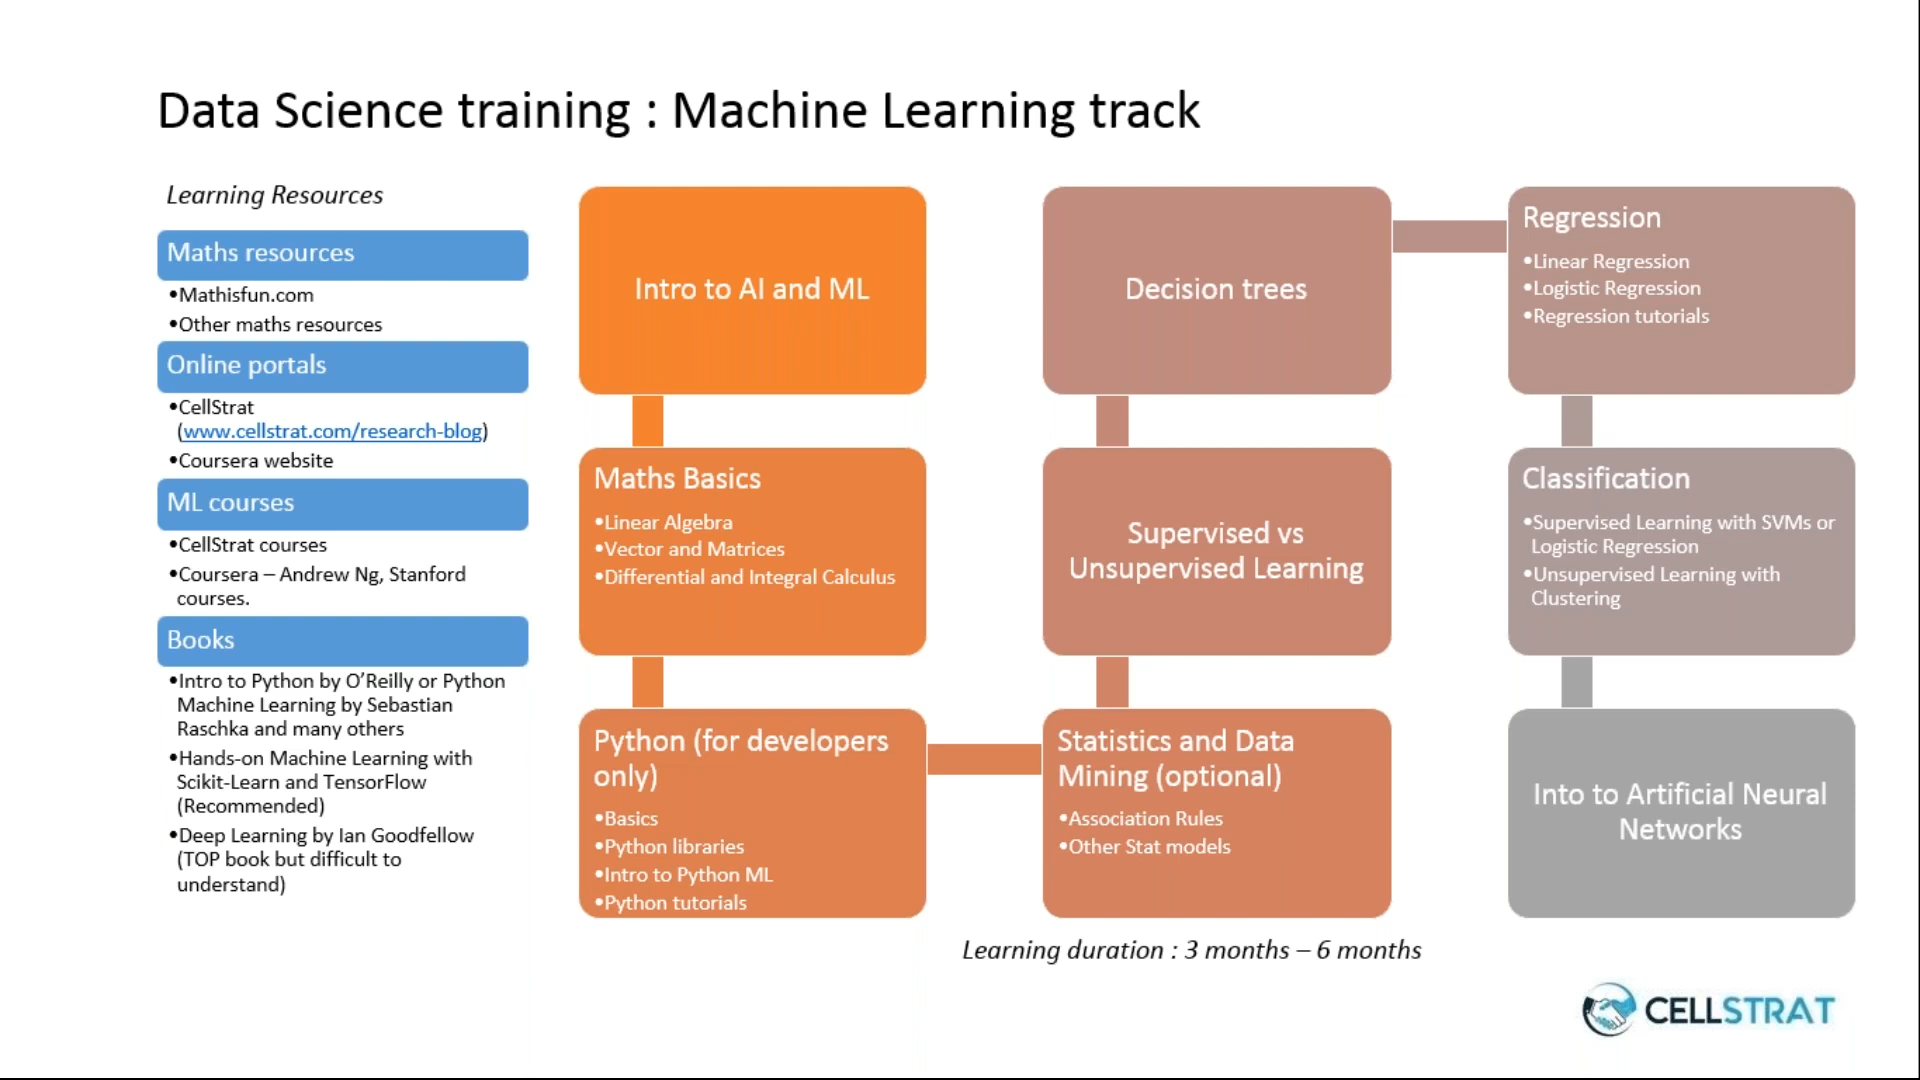 Data Science training : Machine Learning track
Learning Resources
Maths resources
•Mathisfun.com
•Other maths resources
Online portals
•CellStrat
(www.cellstrat.com/research-blog)
•Coursera website
ML courses
•CellStrat courses
•Coursera – Andrew Ng, Stanford
courses.
Books
•Intro to Python by O’Reilly or Python
Machine Learning by Sebastian
Raschka and many others
•Hands-on Machine Learning with
Scikit-Learn and TensorFlow
(Recommended)
•Deep Learning by Ian Goodfellow
(TOP book but difficult to
understand)
Intro to AI and ML
Maths Basics
•Linear Algebra
•Vector and Matrices
•Differential and Integral Calculus
Python (for developers
only)
•Basics
•Python libraries
•Intro to Python ML
•Python tutorials
Statistics and Data
Mining (optional)
•Association Rules
•Other Stat models
Supervised vs
Unsupervised Learning
Decision trees
Regression
•Linear Regression
•Logistic Regression
•Regression tutorials
Classification
•Supervised Learning with SVMs or
Logistic Regression
•Unsupervised Learning with
Clustering
Into to Artificial Neural
Networks
Learning duration : 3 months – 6 months
CELLSTRAT